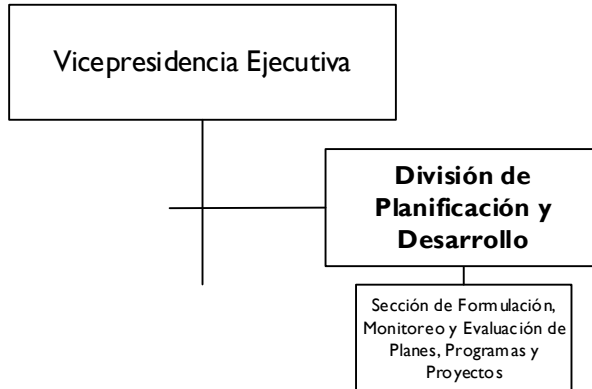 Vicepresidencia Ejecutiva
División de
Planificación y
Desarrollo
Sección de Formulación,
Monitoreo y Evaluación de
Planes, Programas y
Proyectos